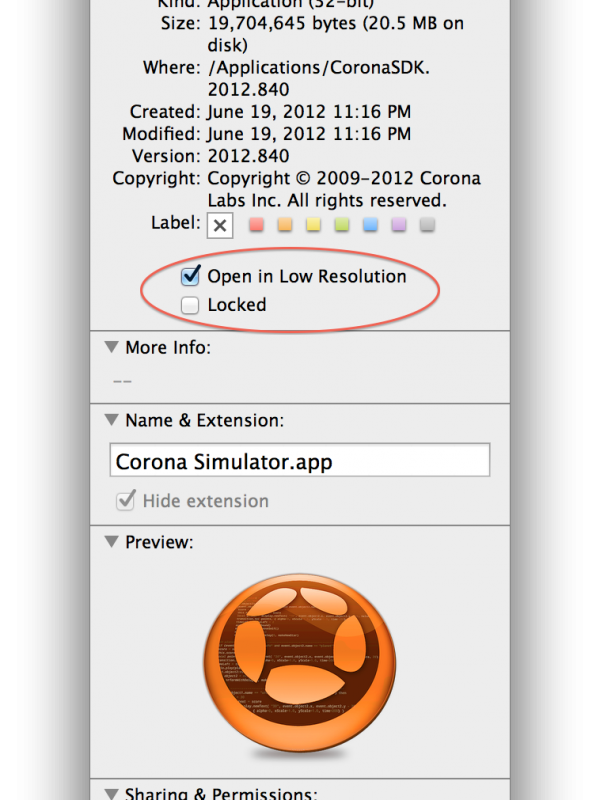 Kind: Application (32-bit)
Size: 19,704,645 bytes (20.5 MB on
disk)
Where: /Applications/CoronaSDK.
2012.840
Created: June 19, 2012 11:16 PM
Modified: June 19, 2012 11:16 PM
Version: 2012.840
Copyright: Copyright © 2009-2012 Corona
Labs Inc. All rights reserved.
Label:
Open in Low Resolution
Locked
More Info:
--
Name & Extension:
Corona Simulator.app
Hide extension
Preview:
Sharing & Permissions: